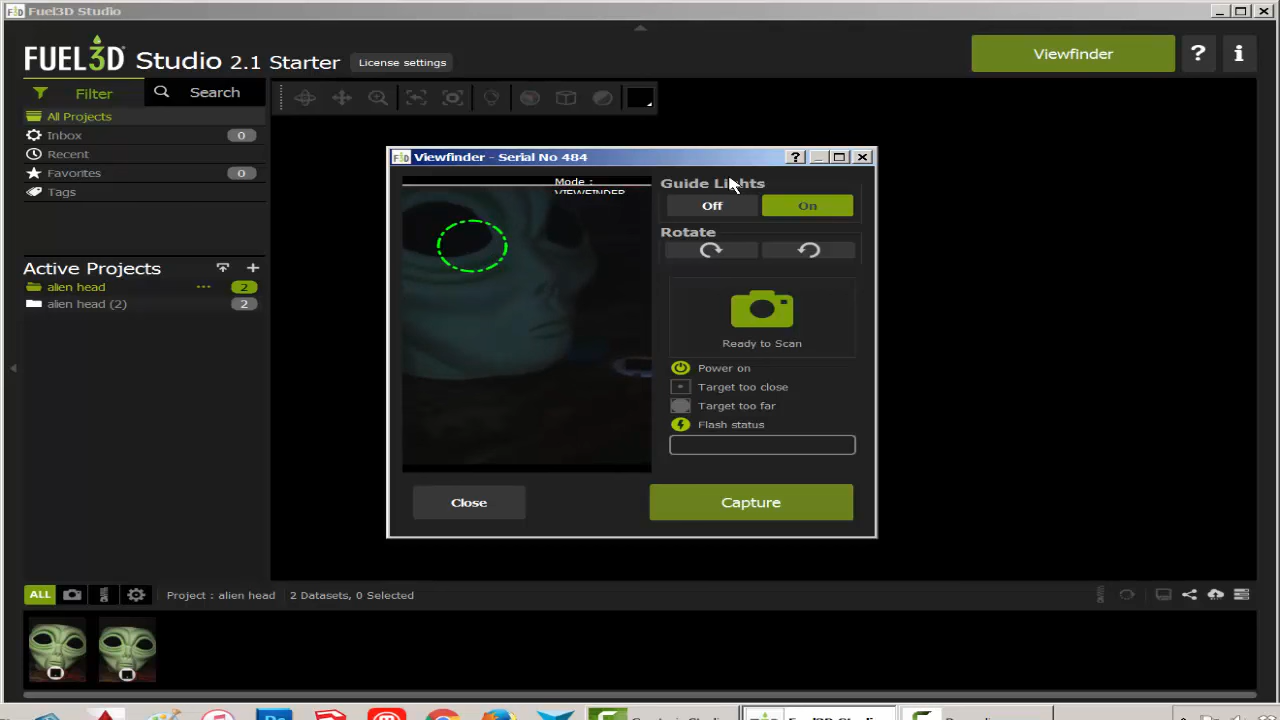 Fuel3D Studio
FUEL3D Studio 2.1 Starter
License settings
Viewfinder
Filter
Search
All Projects
Inbox 0
Recent
Favorites 0
Tags
Active Projects
alien head 2
alien head (2) 2
Viewfinder - Serial No 484
Mode :
VIEWFINDER
Guide Lights
Off On
Rotate
Ready to Scan
Power on
Target too close
Target too far
Flash status
Close
Capture
ALL
Project : alien head 2 Datasets, 0 Selected